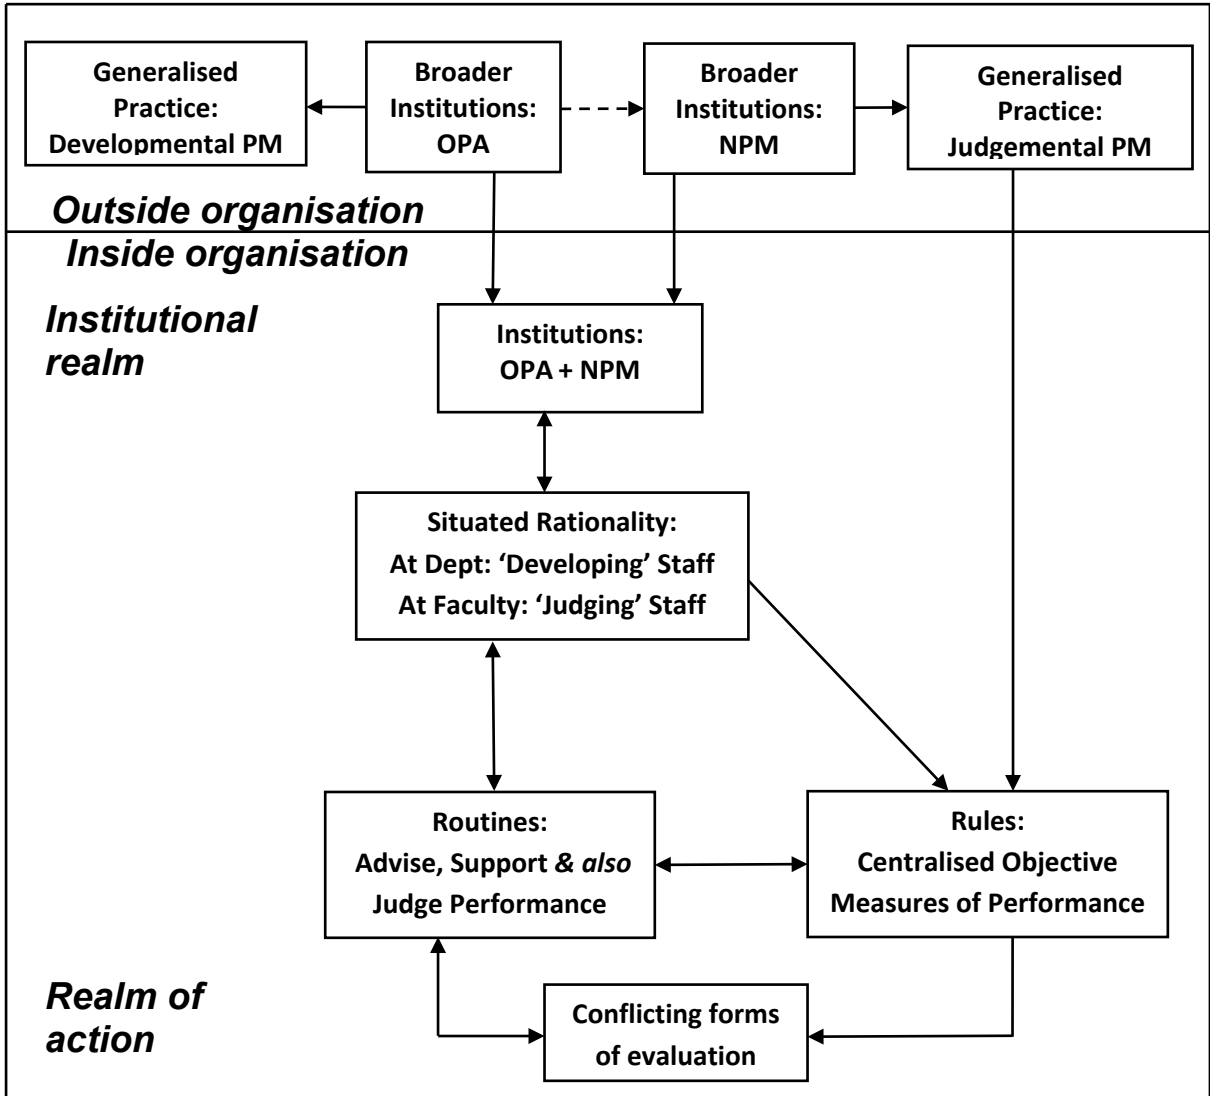 Generalised
Practice:
Developmental PM
Broader
Institutions:
OPA
Broader
Institutions:
NPM
Generalised
Practice:
Judgemental PM
Outside organisation
Inside organisation
Institutional
realm
Institutions:
OPA + NPM
Situated Rationality:
At Dept: ‘Developing’ Staff
At Faculty: ‘Judging’ Staff
Routines:
Advise, Support & also
Judge Performance
Rules:
Centralised Objective
Measures of Performance
Realm of
action
Conflicting forms
of evaluation